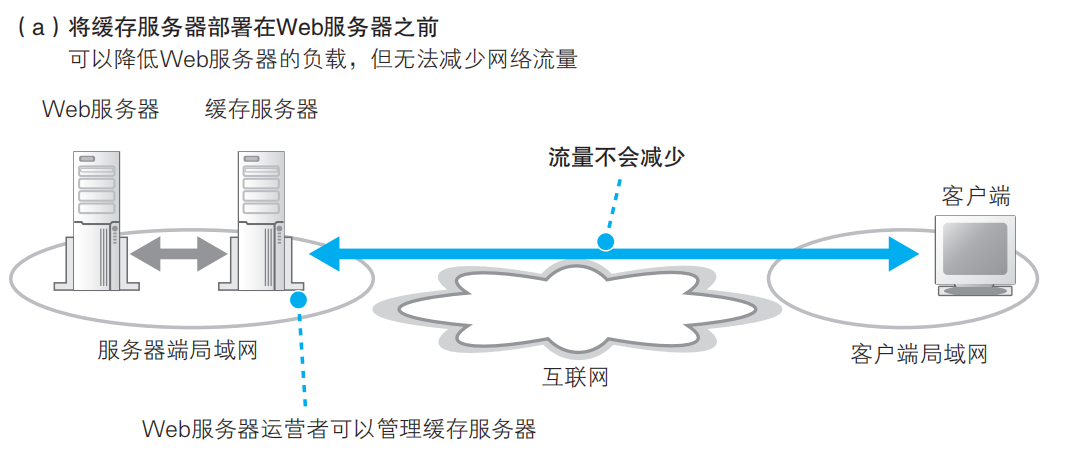 （a）将缓存服务器部署在Web服务器之前
可以降低Web服务器的负载，但无法减少网络流量
Web服务器
缓存服务器
流量不会减少
客户端
服务器端局域网
互联网
客户端局域网
Web服务器运营者可以管理缓存服务器